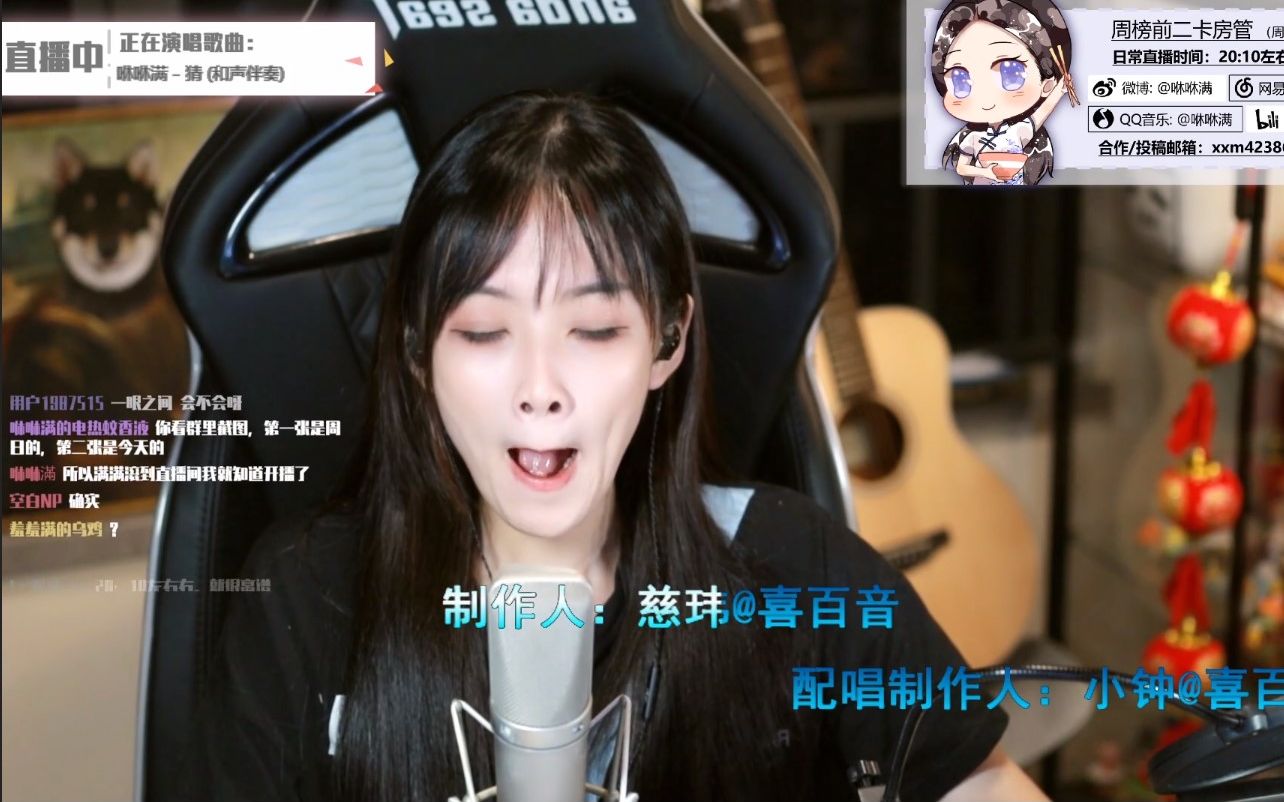 直播中
正在演唱歌曲：
咻咻满 - 猜 (和声伴奏)
周榜前二卡房管 (周
日常直播时间：20:10左右
微博: @咻咻满
网易
QQ音乐: @咻咻满
bili
合作/投稿邮箱：xxm4238
用户1987515 一眼之间 会不会呀
咻咻满的电热蚊香液 你看群里截图，第一张是周
日的，第二张是今天的
咻咻滿 所以满满滚到直播间我就知道开播了
空白NP 确实
羞羞满的乌鸡 ?
制作人：慈玮@喜百音
配唱制作人：小钟@喜百